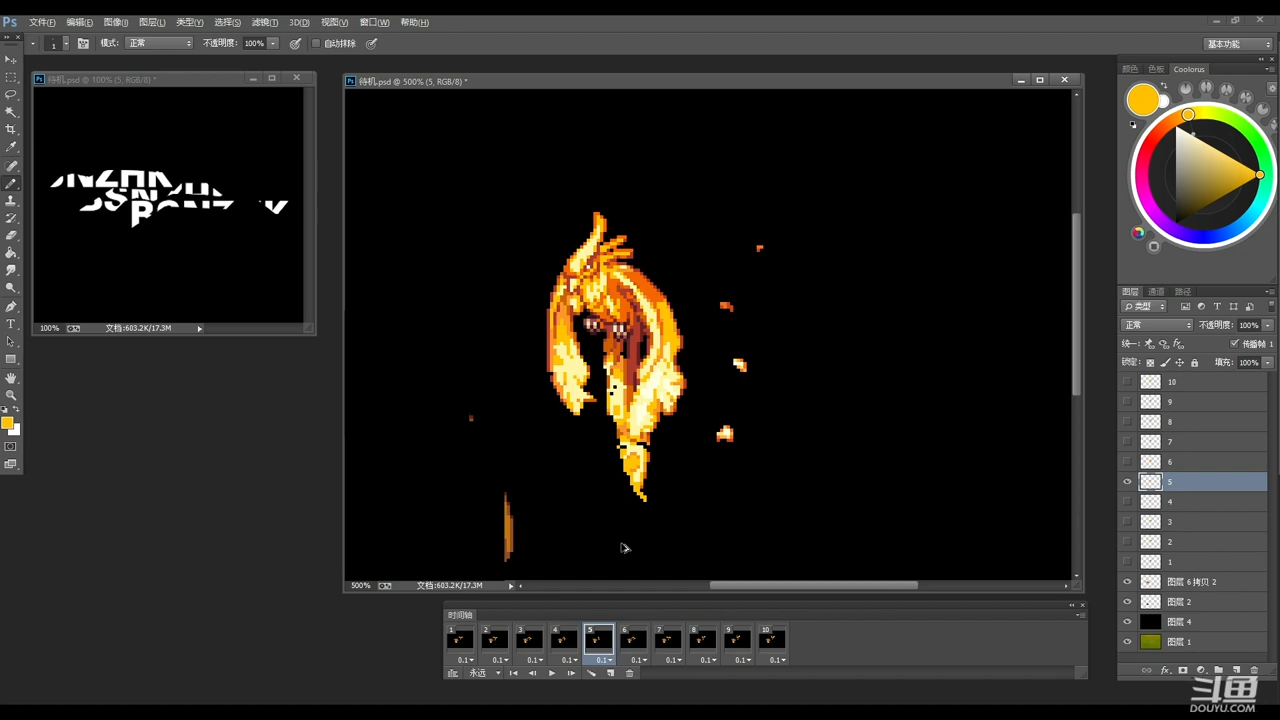 Ps 文件(F) 编辑(E) 图像(I) 图层(L) 类型(Y) 选择(S) 滤镜(T) 3D(D) 视图(V) 窗口(W) 帮助(H)
1 模式: 正常 不透明度: 100% 自动抹除 基本功能
待机.psd @ 100% (5, RGB/8) *
待机.psd @ 500% (5, RGB/8) *
100% 文档:603.2K/17.3M
500% 文档:603.2K/17.3M
颜色 色板 Coolorus
图层 通道 路径
类型
正常 不透明度: 100%
统一: 传播帧 1
锁定: 填充: 100%
10
9
8
7
6
5
4
3
2
1
图层 6 拷贝 2
图层 2
图层 4
图层 1
时间轴
1 2 3 4 5 6 7 8 9 10
0.1 0.1 0.1 0.1 0.1 0.1 0.1 0.1 0.1 0.1
永远
斗鱼
DOUYU.COM